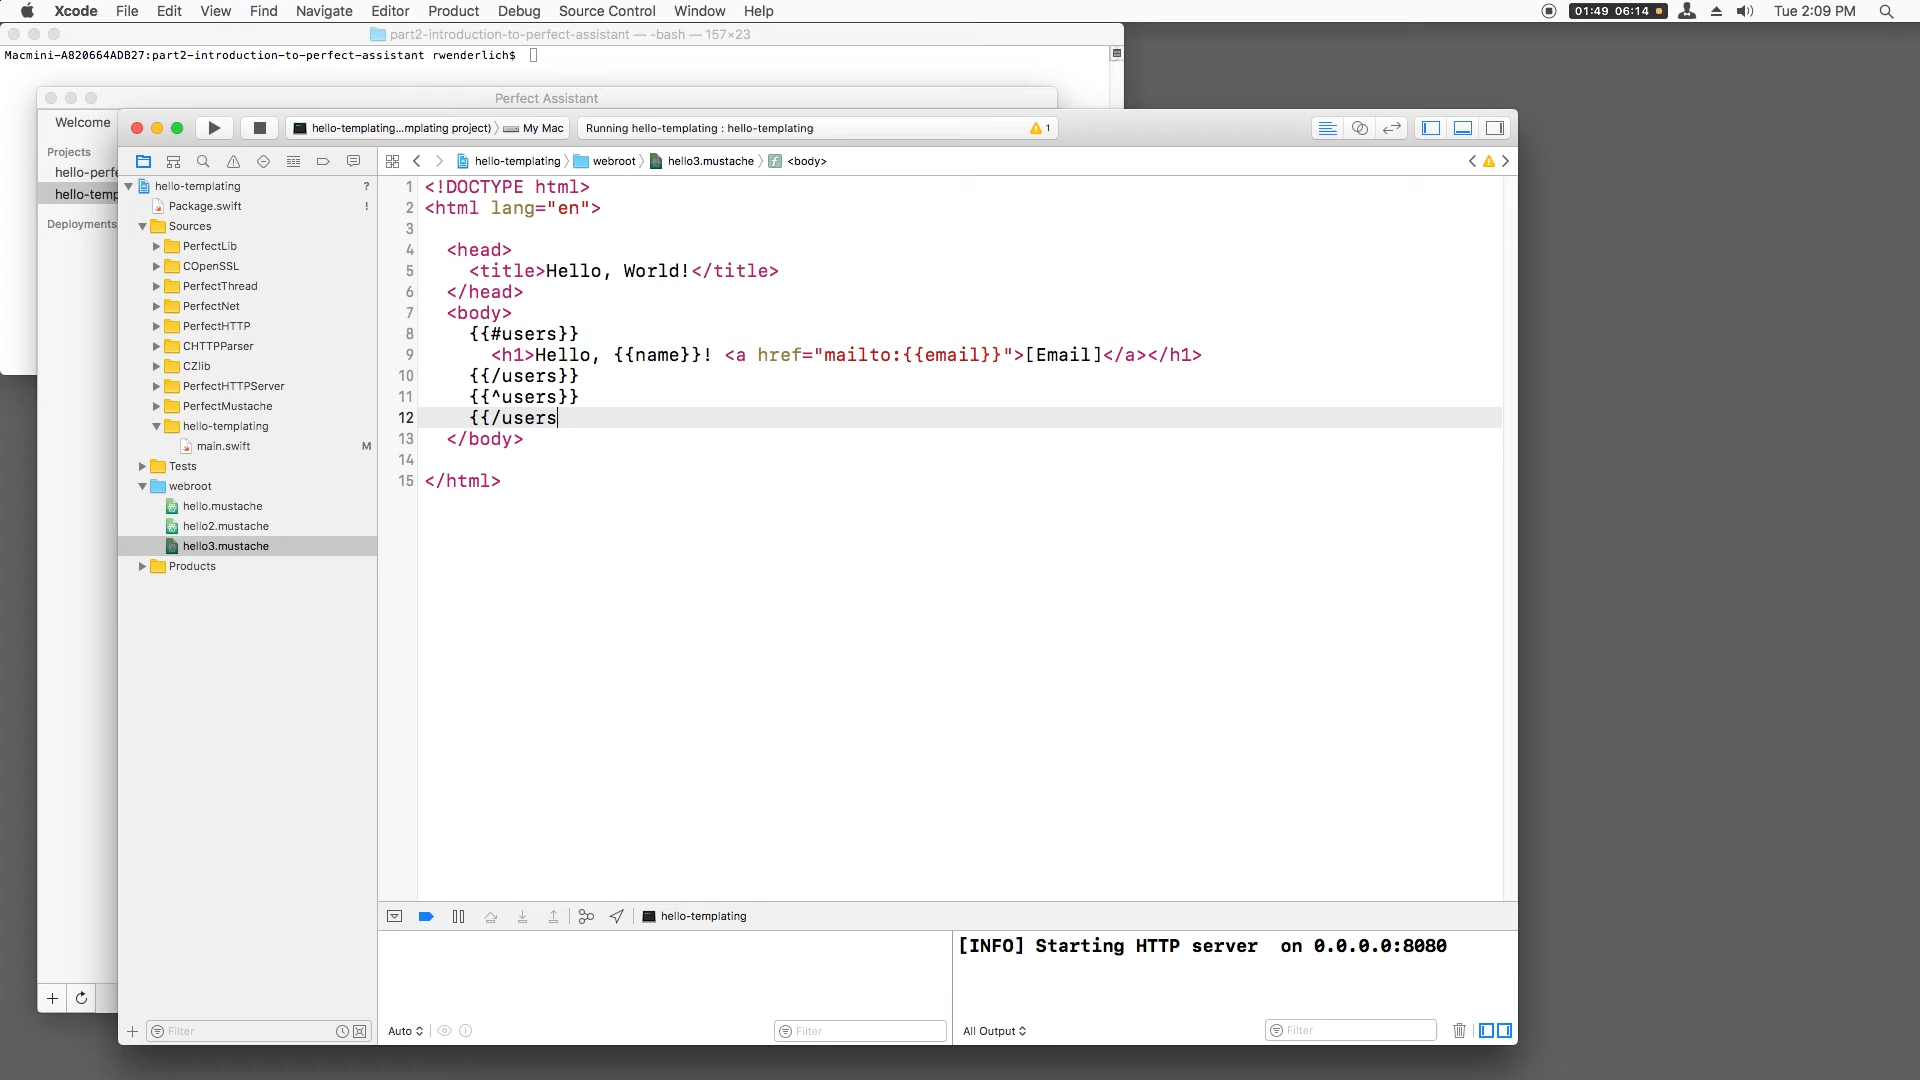 Xcode File Edit View Find Navigate Editor Product Debug Source Control Window Help 01:49 06:14 Tue 2:09 PM
part2-introduction-to-perfect-assistant — -bash — 157×23
Macmini-A820664ADB27:part2-introduction-to-perfect-assistant rwenderlich$
Perfect Assistant
Welcome
Projects
hello-perfe
hello-temp
Deployments
hello-templating...mplating project) My Mac
Running hello-templating : hello-templating
1
hello-templating webroot hello3.mustache <body>
hello-templating ?
Package.swift !
Sources
PerfectLib
COpenSSL
PerfectThread
PerfectNet
PerfectHTTP
CHTTPParser
CZlib
PerfectHTTPServer
PerfectMustache
hello-templating
main.swift M
Tests
webroot
hello.mustache
hello2.mustache
hello3.mustache
Products
Filter
1 <!DOCTYPE html>
2 <html lang="en">
3
4 <head>
5 <title>Hello, World!</title>
6 </head>
7 <body>
8 {{#users}}
9 <h1>Hello, {{name}}! <a href="mailto:{{email}}">[Email]</a></h1>
10 {{/users}}
11 {{^users}}
12 {{/users
13 </body>
14
15 </html>
hello-templating
[INFO] Starting HTTP server on 0.0.0.0:8080
Auto Filter
All Output Filter